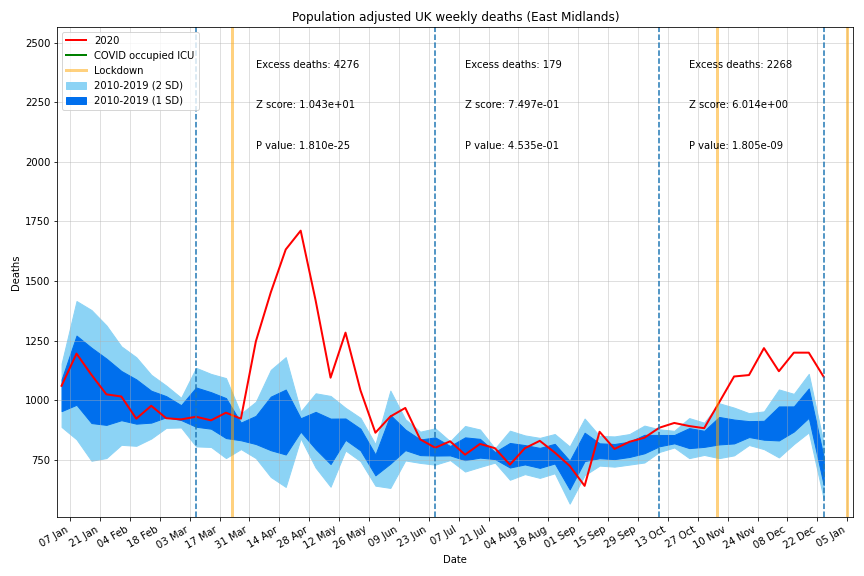 Population adjusted UK weekly deaths (East Midlands)
2020
COVID occupied ICU
Lockdown
2010-2019 (2 SD)
2010-2019 (1 SD)
Excess deaths: 4276
Z score: 1.043e+01
P value: 1.810e-25
Excess deaths: 179
Z score: 7.497e-01
P value: 4.535e-01
Excess deaths: 2268
Z score: 6.014e+00
P value: 1.805e-09
Deaths
2500
2250
2000
1750
1500
1250
1000
750
07 Jan
21 Jan
04 Feb
18 Feb
03 Mar
17 Mar
31 Mar
14 Apr
28 Apr
12 May
26 May
09 Jun
23 Jun
07 Jul
21 Jul
04 Aug
18 Aug
01 Sep
15 Sep
29 Sep
13 Oct
27 Oct
10 Nov
24 Nov
08 Dec
22 Dec
05 Jan
Date